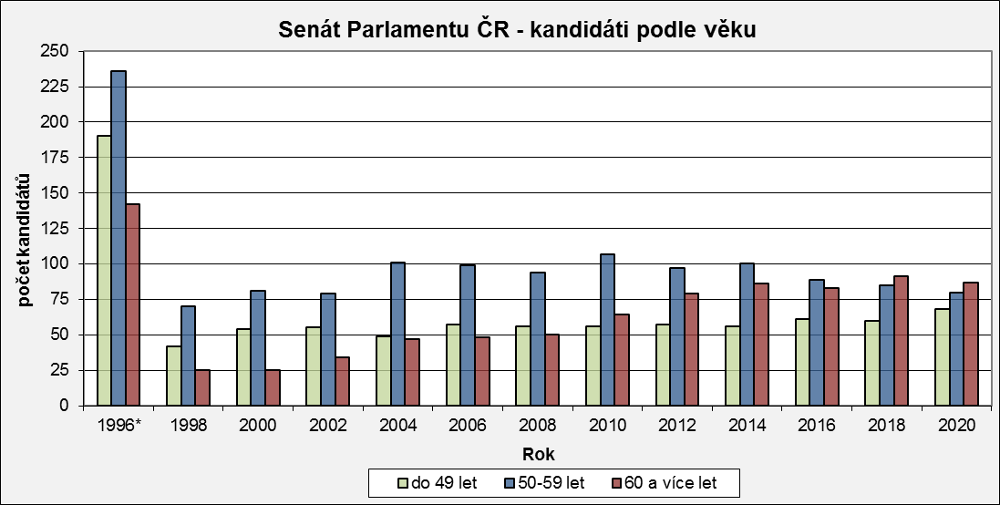 Senát Parlamentu ČR - kandidáti podle věku
250
225
200
175
150
125
100
75
50
25
0
počet kandidátů
1996* 1998 2000 2002 2004 2006 2008 2010 2012 2014 2016 2018 2020
Rok
do 49 let 50-59 let 60 a více let